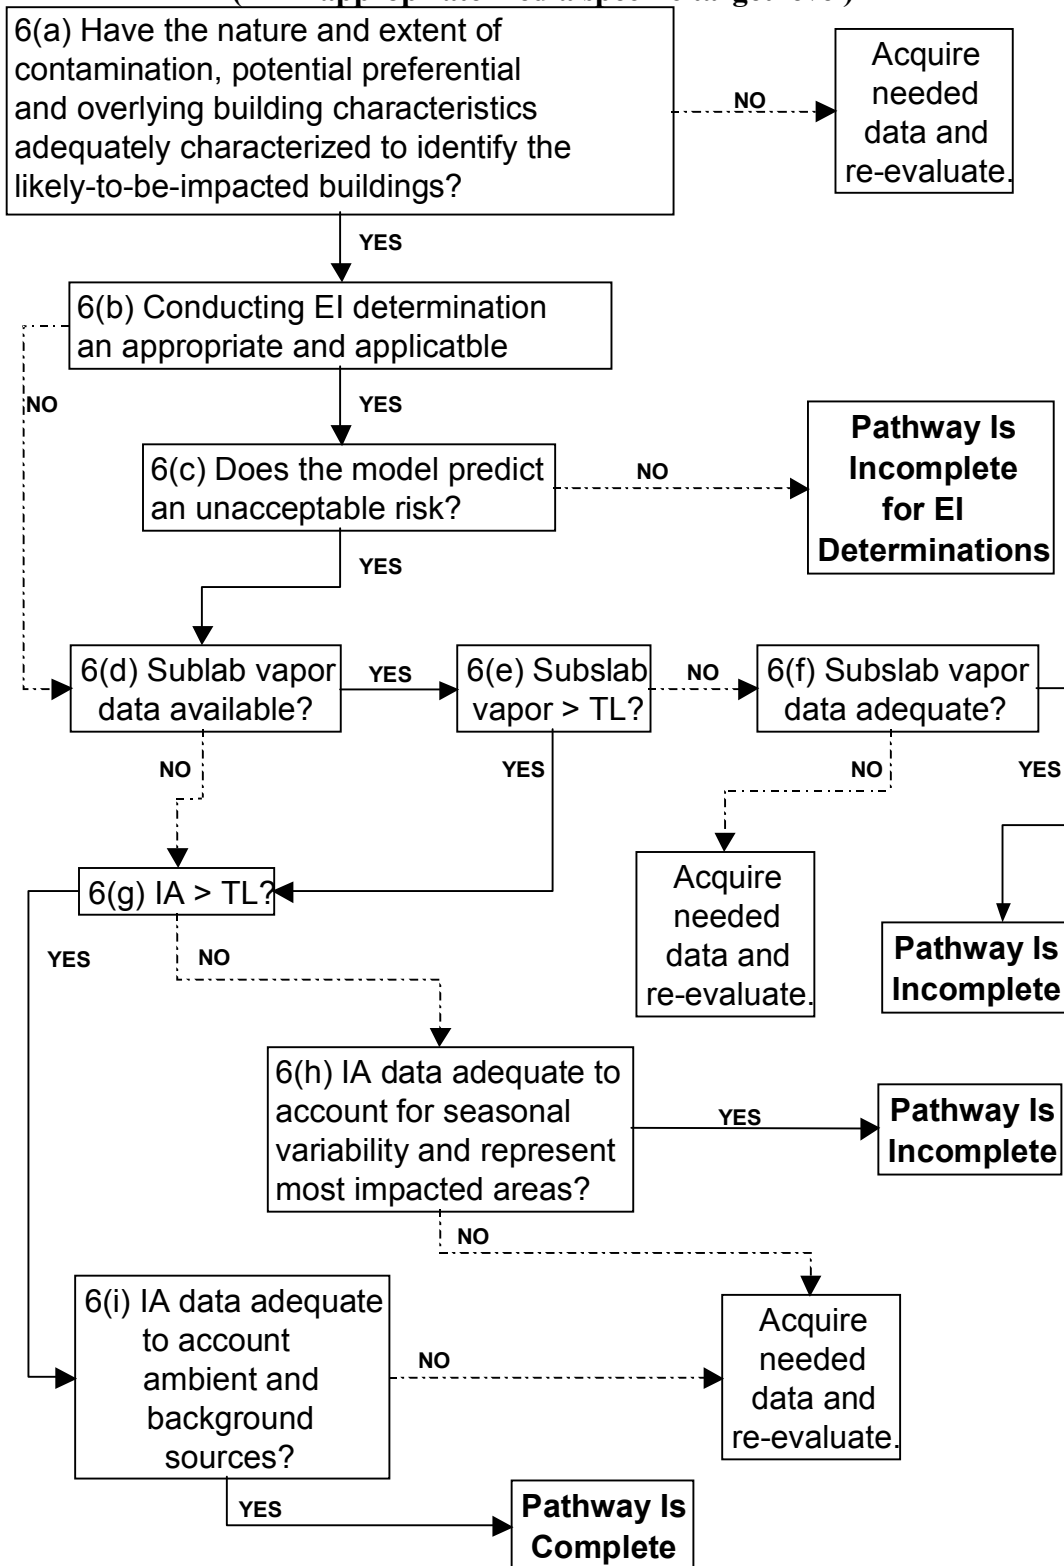 6(a) Have the nature and extent of
contamination, potential preferential
and overlying building characteristics
adequately characterized to identify the
likely-to-be-impacted buildings?
NO
Acquire
needed
data and
re-evaluate.
YES
6(b) Conducting EI determination
an appropriate and applicatble
NO
YES
6(c) Does the model predict
an unacceptable risk?
NO
Pathway Is
Incomplete
for EI
Determinations
YES
6(d) Sublab vapor
data available?
YES
6(e) Subslab
vapor > TL?
NO
6(f) Subslab vapor
data adequate?
NO
YES
NO
YES
6(g) IA > TL?
Acquire
needed
data and
re-evaluate.
Pathway Is
Incomplete
YES
NO
6(h) IA data adequate to
account for seasonal
variability and represent
most impacted areas?
YES
Pathway Is
Incomplete
NO
6(i) IA data adequate
to account
ambient and
background
sources?
NO
Acquire
needed
data and
re-evaluate.
YES
Pathway Is
Complete